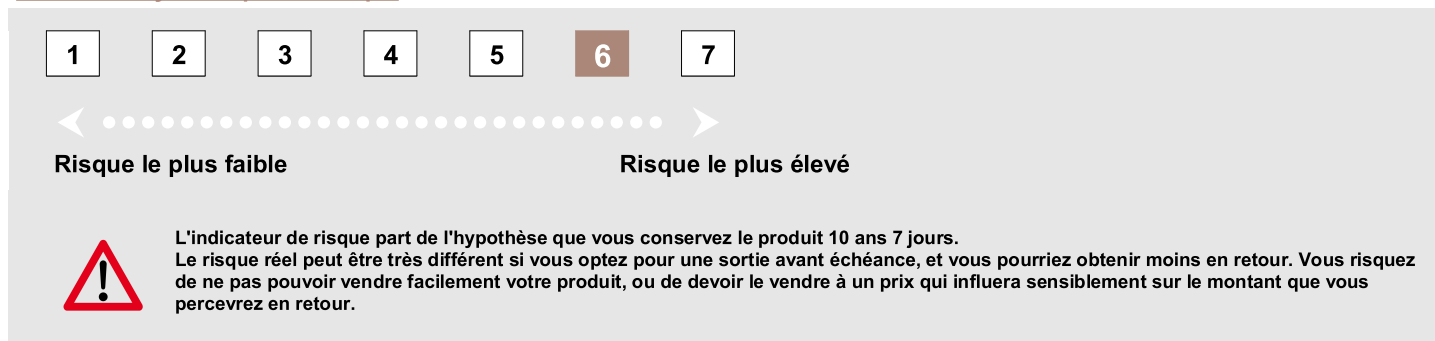 1 2 3 4 5 6 7
Risque le plus faible Risque le plus élevé
L'indicateur de risque part de l'hypothèse que vous conservez le produit 10 ans 7 jours.
Le risque réel peut être très différent si vous optez pour une sortie avant échéance, et vous pourriez obtenir moins en retour. Vous risquez
de ne pas pouvoir vendre facilement votre produit, ou de devoir le vendre à un prix qui influera sensiblement sur le montant que vous
percevrez en retour.